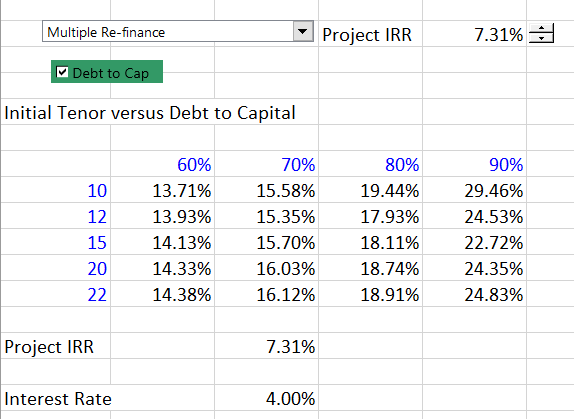 Multiple Re-finance Project IRR 7.31%
Debt to Cap
Initial Tenor versus Debt to Capital
60% 70% 80% 90%
10 13.71% 15.58% 19.44% 29.46%
12 13.93% 15.35% 17.93% 24.53%
15 14.13% 15.70% 18.11% 22.72%
20 14.33% 16.03% 18.74% 24.35%
22 14.38% 16.12% 18.91% 24.83%
Project IRR 7.31%
Interest Rate 4.00%